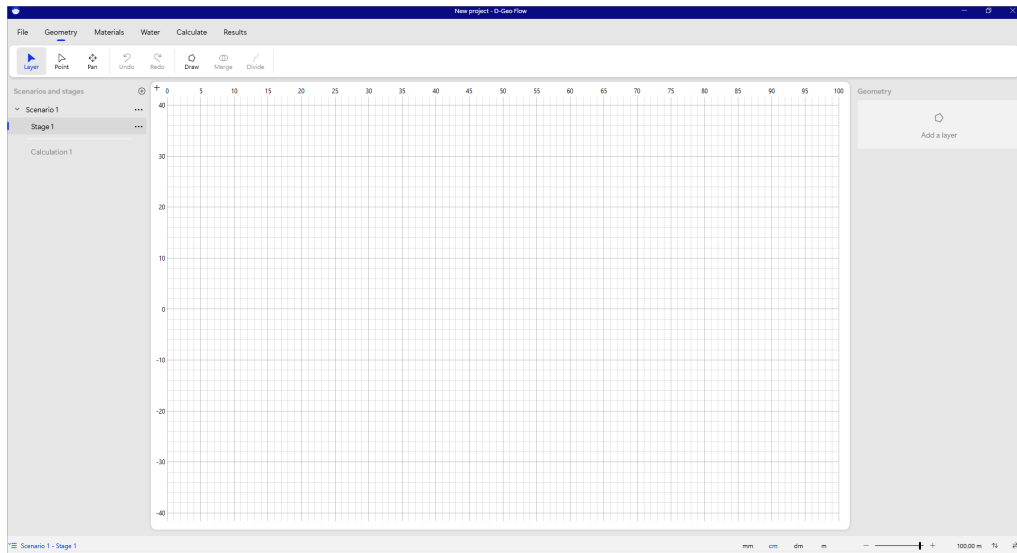 New project - D-Geo Flow
File Geometry Materials Water Calculate Results
Layer Point Pan Undo Redo Draw Merge Divide
Scenarios and stages
Scenario 1
Stage 1
Calculation 1
0 5 10 15 20 25 30 35 40 45 50 55 60 65 70 75 80 85 90 95 100
40
30
20
10
0
-10
-20
-30
-40
Geometry
Add a layer
Scenario 1 - Stage 1
mm cm dm m
100.00 m